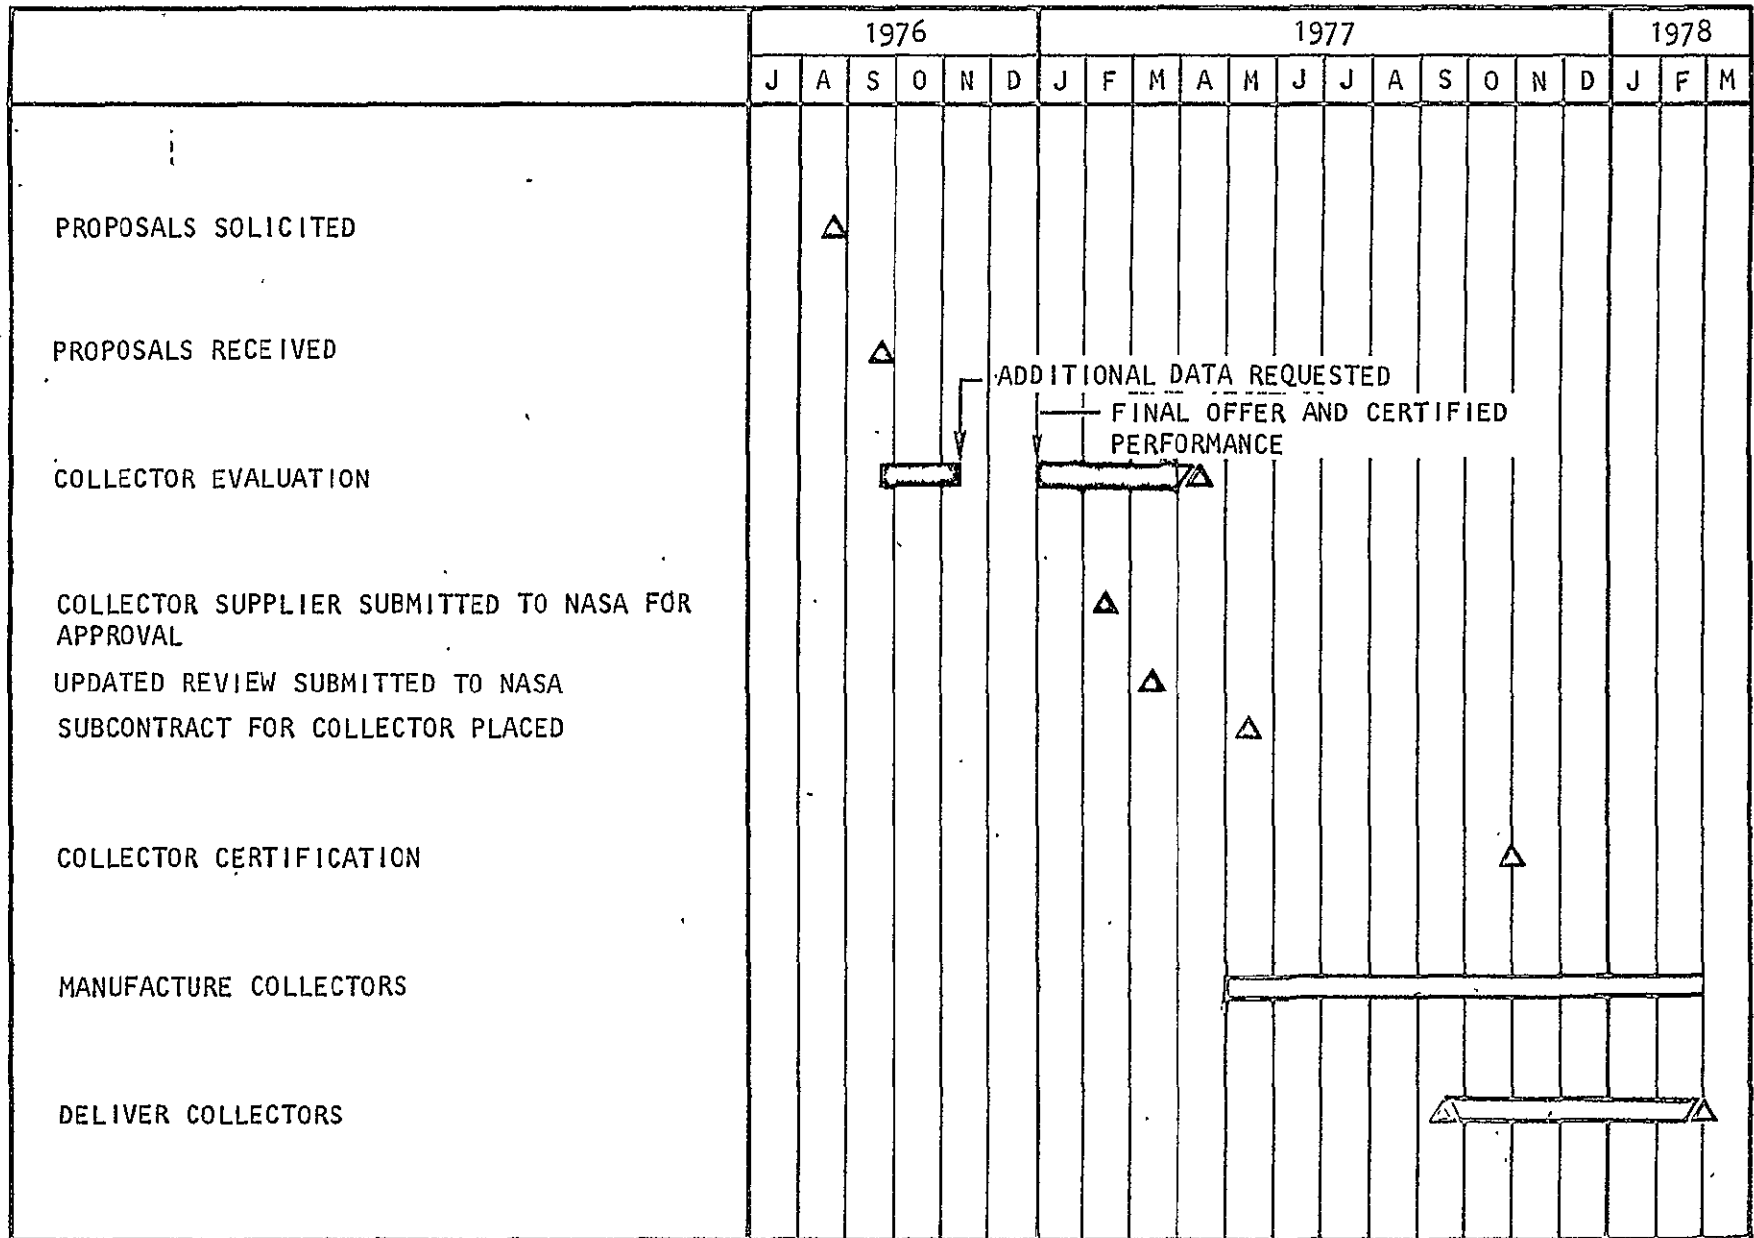 1976 1977 1978
J A S O N D J F M A M J J A S O N D J F M
PROPOSALS SOLICITED
PROPOSALS RECEIVED
ADDITIONAL DATA REQUESTED
FINAL OFFER AND CERTIFIED
PERFORMANCE
COLLECTOR EVALUATION
COLLECTOR SUPPLIER SUBMITTED TO NASA FOR
APPROVAL
UPDATED REVIEW SUBMITTED TO NASA
SUBCONTRACT FOR COLLECTOR PLACED
COLLECTOR CERTIFICATION
MANUFACTURE COLLECTORS
DELIVER COLLECTORS